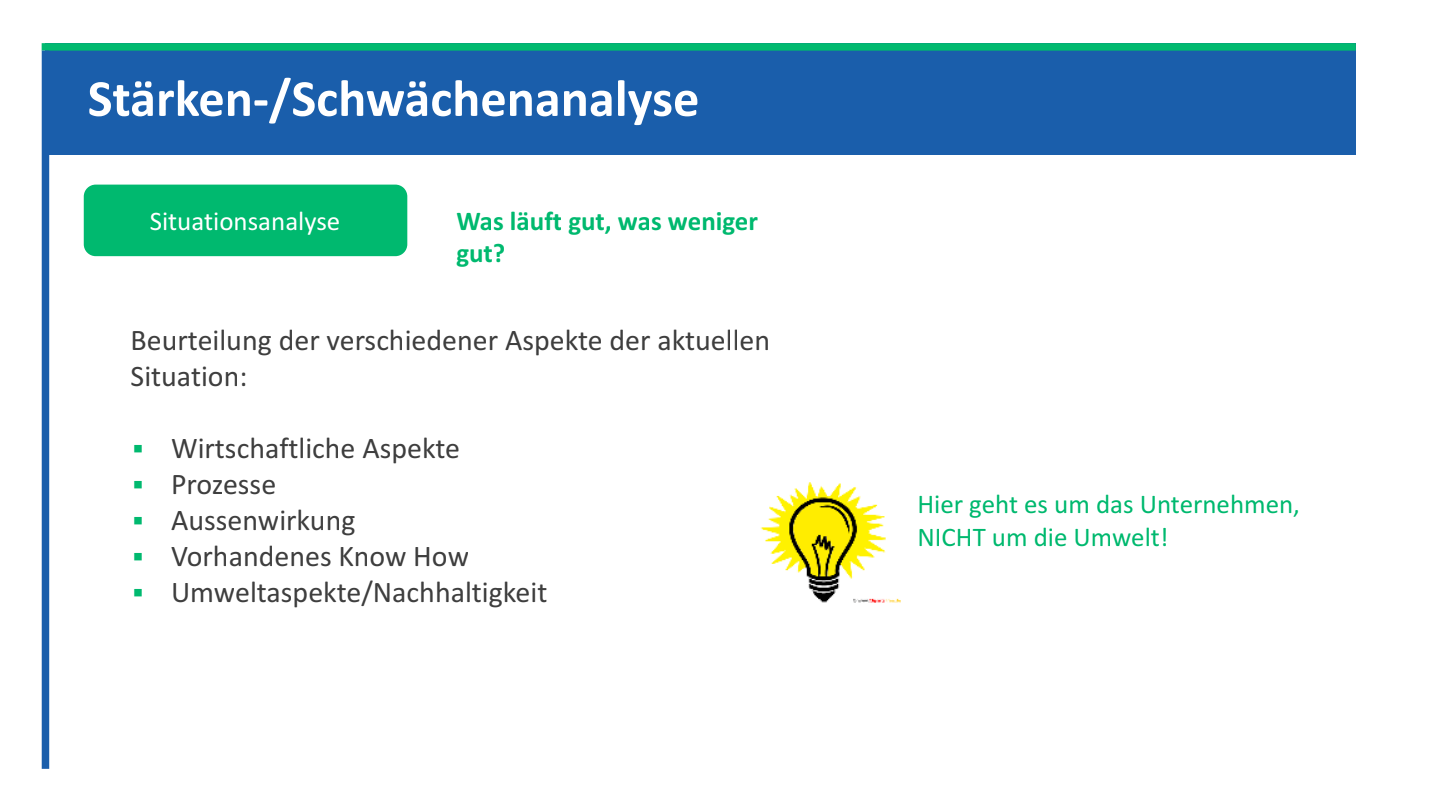 Stärken-/Schwächenanalyse
Situationsanalyse
Was läuft gut, was weniger
gut?
Beurteilung der verschiedener Aspekte der aktuellen
Situation:
▪ Wirtschaftliche Aspekte
▪ Prozesse
▪ Aussenwirkung
▪ Vorhandenes Know How
▪ Umweltaspekte/Nachhaltigkeit
Hier geht es um das Unternehmen,
NICHT um die Umwelt!